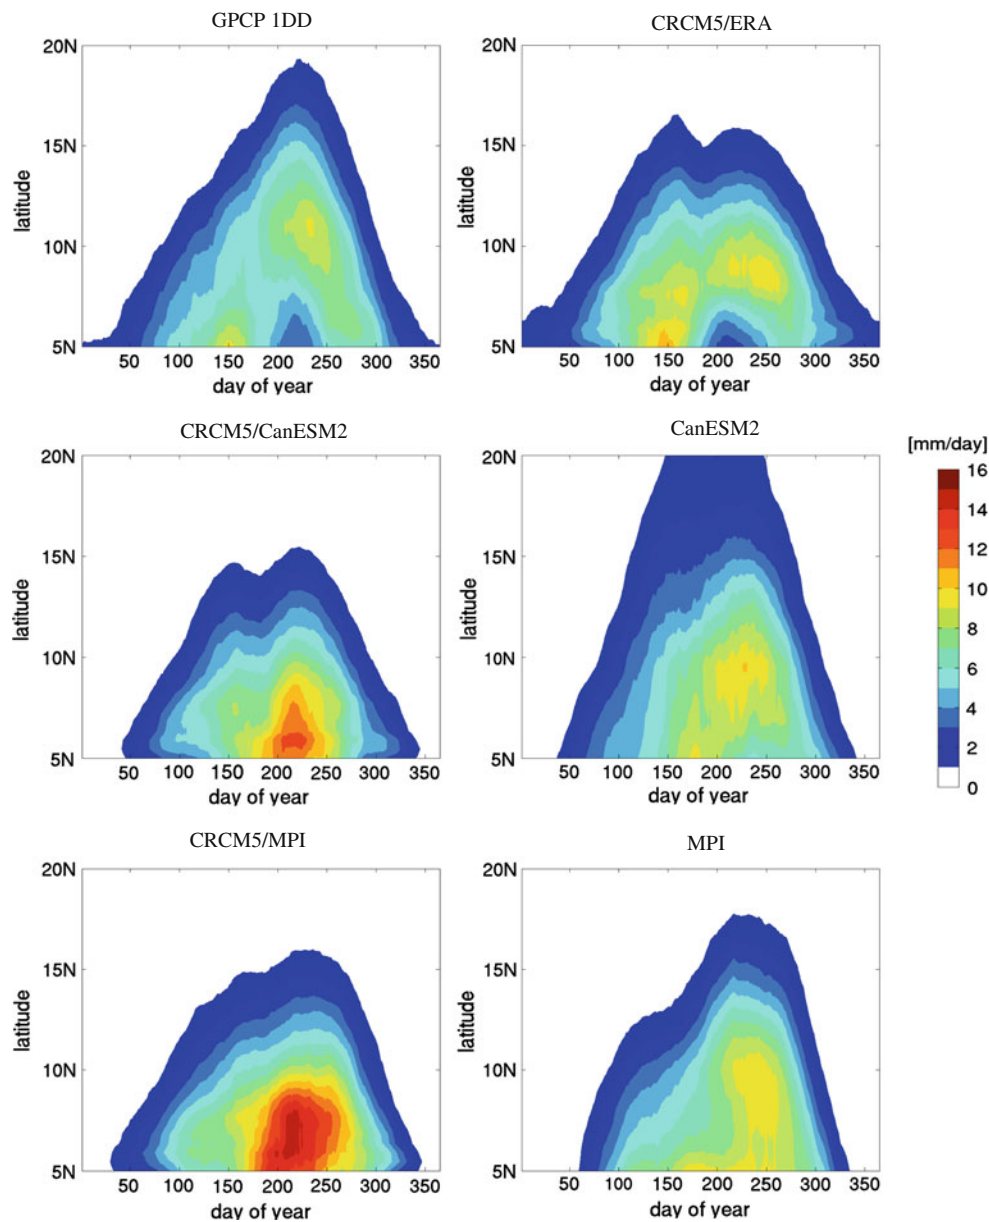 GPCP 1DD
CRCM5/ERA
20N
15N
10N
5N
latitude
50 100 150 200 250 300 350
day of year
20N
15N
10N
5N
latitude
50 100 150 200 250 300 350
day of year
CRCM5/CanESM2
CanESM2
20N
15N
10N
5N
latitude
50 100 150 200 250 300 350
day of year
20N
15N
10N
5N
latitude
50 100 150 200 250 300 350
day of year
[mm/day]
16
14
12
10
8
6
4
2
0
CRCM5/MPI
MPI
20N
15N
10N
5N
latitude
50 100 150 200 250 300 350
day of year
20N
15N
10N
5N
latitude
50 100 150 200 250 300 350
day of year